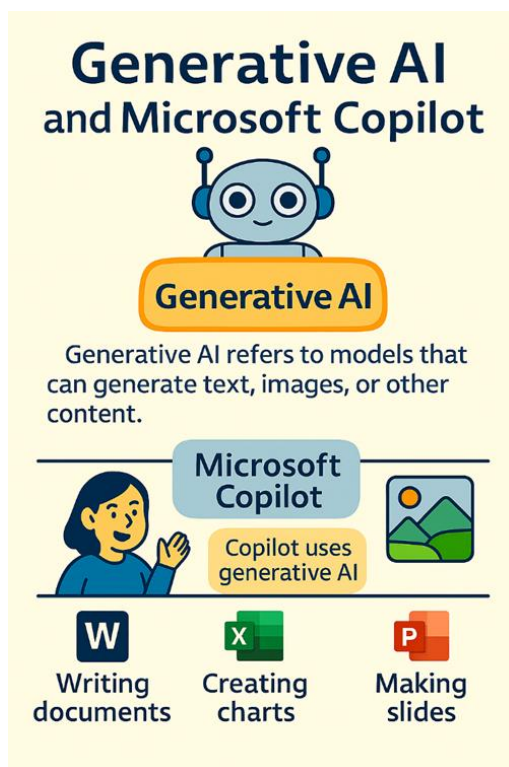 Generative AI
and Microsoft Copilot
Generative AI
Generative AI refers to models that
can generate text, images, or other
content.
Microsoft
Copilot
Copilot uses
generative AI
W
X
P
Writing
documents
Creating
charts
Making
slides